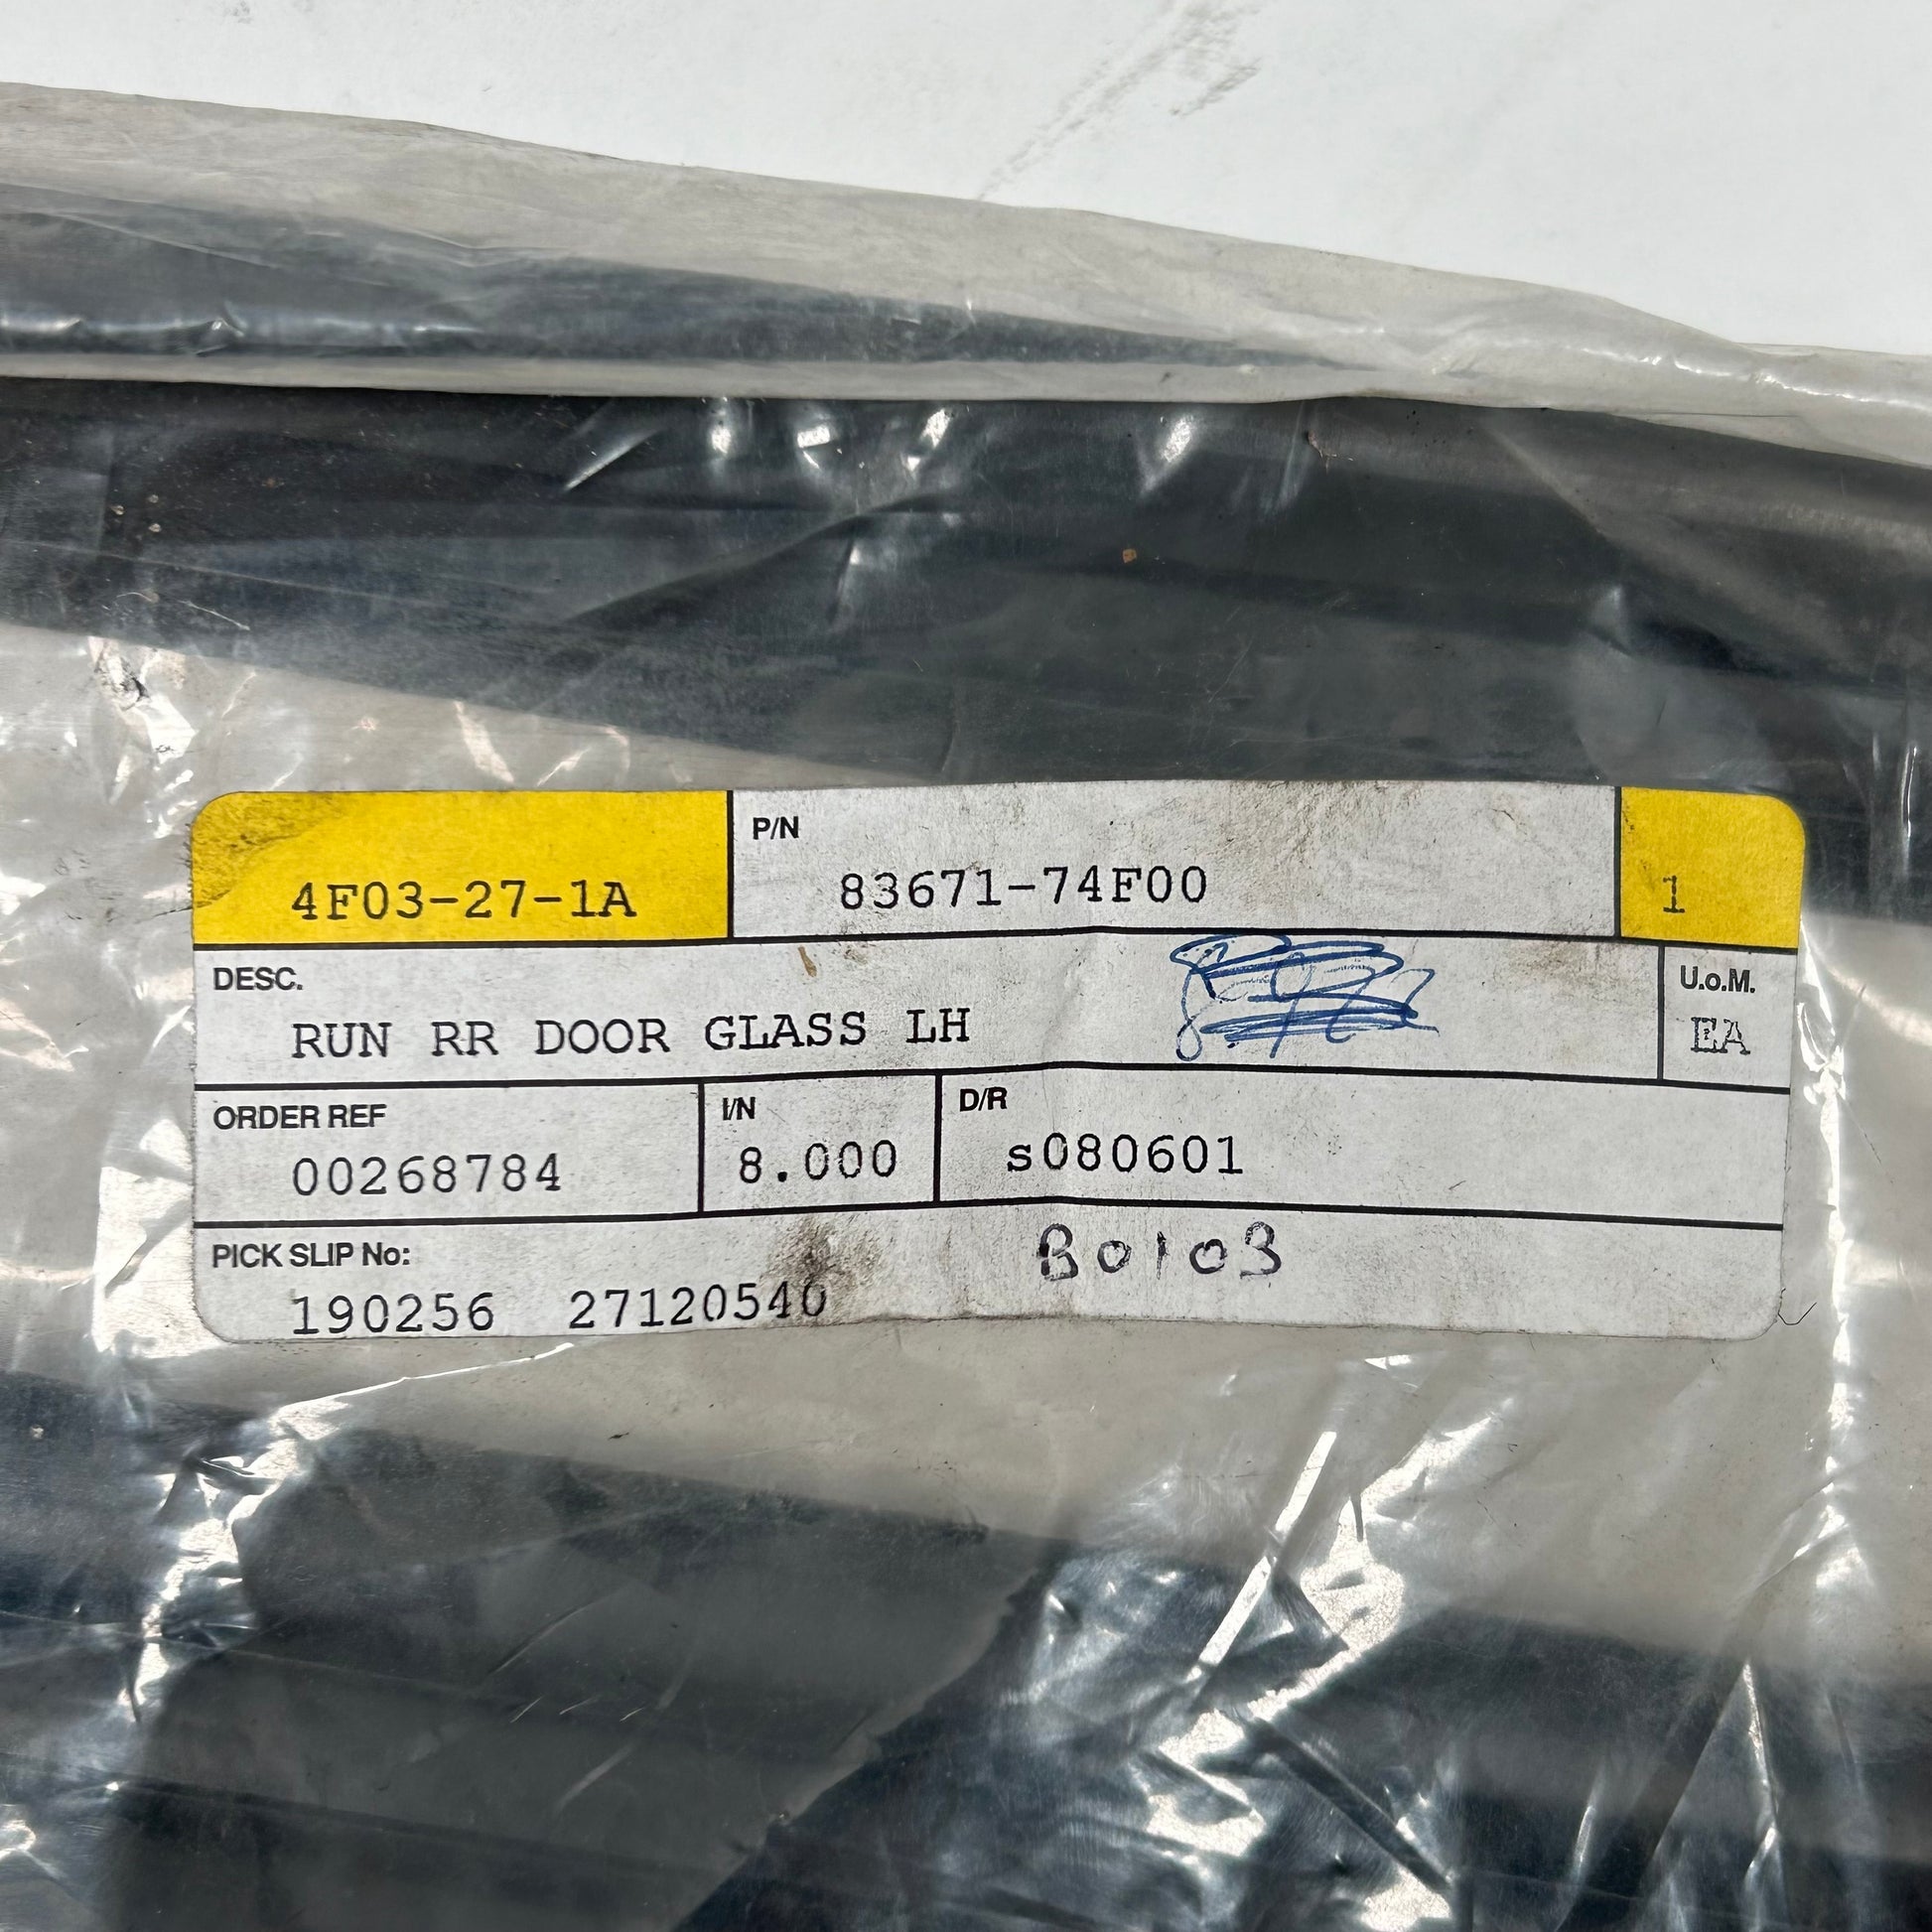 4F03-27-1A
P/N
83671-74F00
1
DESC.
RUN RR DOOR GLASS LH
U.o.M.
EA
ORDER REF
00268784
I/N
8.000
D/R
s080601
PICK SLIP No:
190256 27120540
B0103